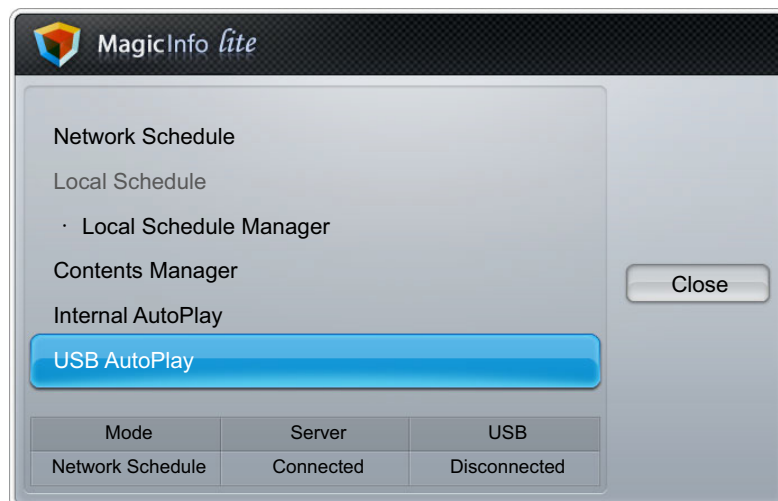 MagicInfo lite
Network Schedule
Local Schedule
· Local Schedule Manager
Contents Manager
Close
Internal AutoPlay
USB AutoPlay
Mode Server USB
Network Schedule Connected Disconnected